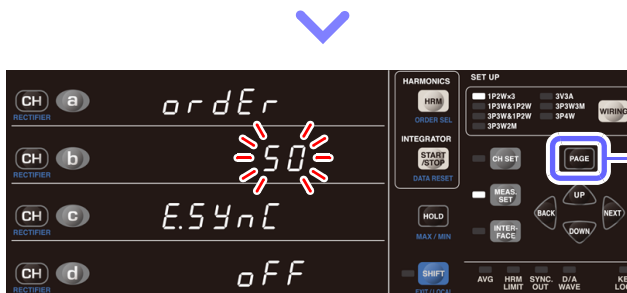 HARMONICS
SET UP
CH a ordEr
RECTIFIER
HRM
ORDER SEL
1P2W×3 3V3A
1P3W&1P2W 3P3W3M
3P3W&1P2W 3P4W
3P3W2M
WIRING
CH b 50
RECTIFIER
INTEGRATOR
START
/STOP
DATA RESET
CH SET
PAGE
CH c E.SYnC
RECTIFIER
HOLD
MAX / MIN
MEAS.
SET
UP
BACK
NEXT
DOWN
INTER-
FACE
CH d oFF
RECTIFIER
SHIFT
EXIT / LOCAL
AVG HRM LIMIT SYNC. OUT D/A WAVE